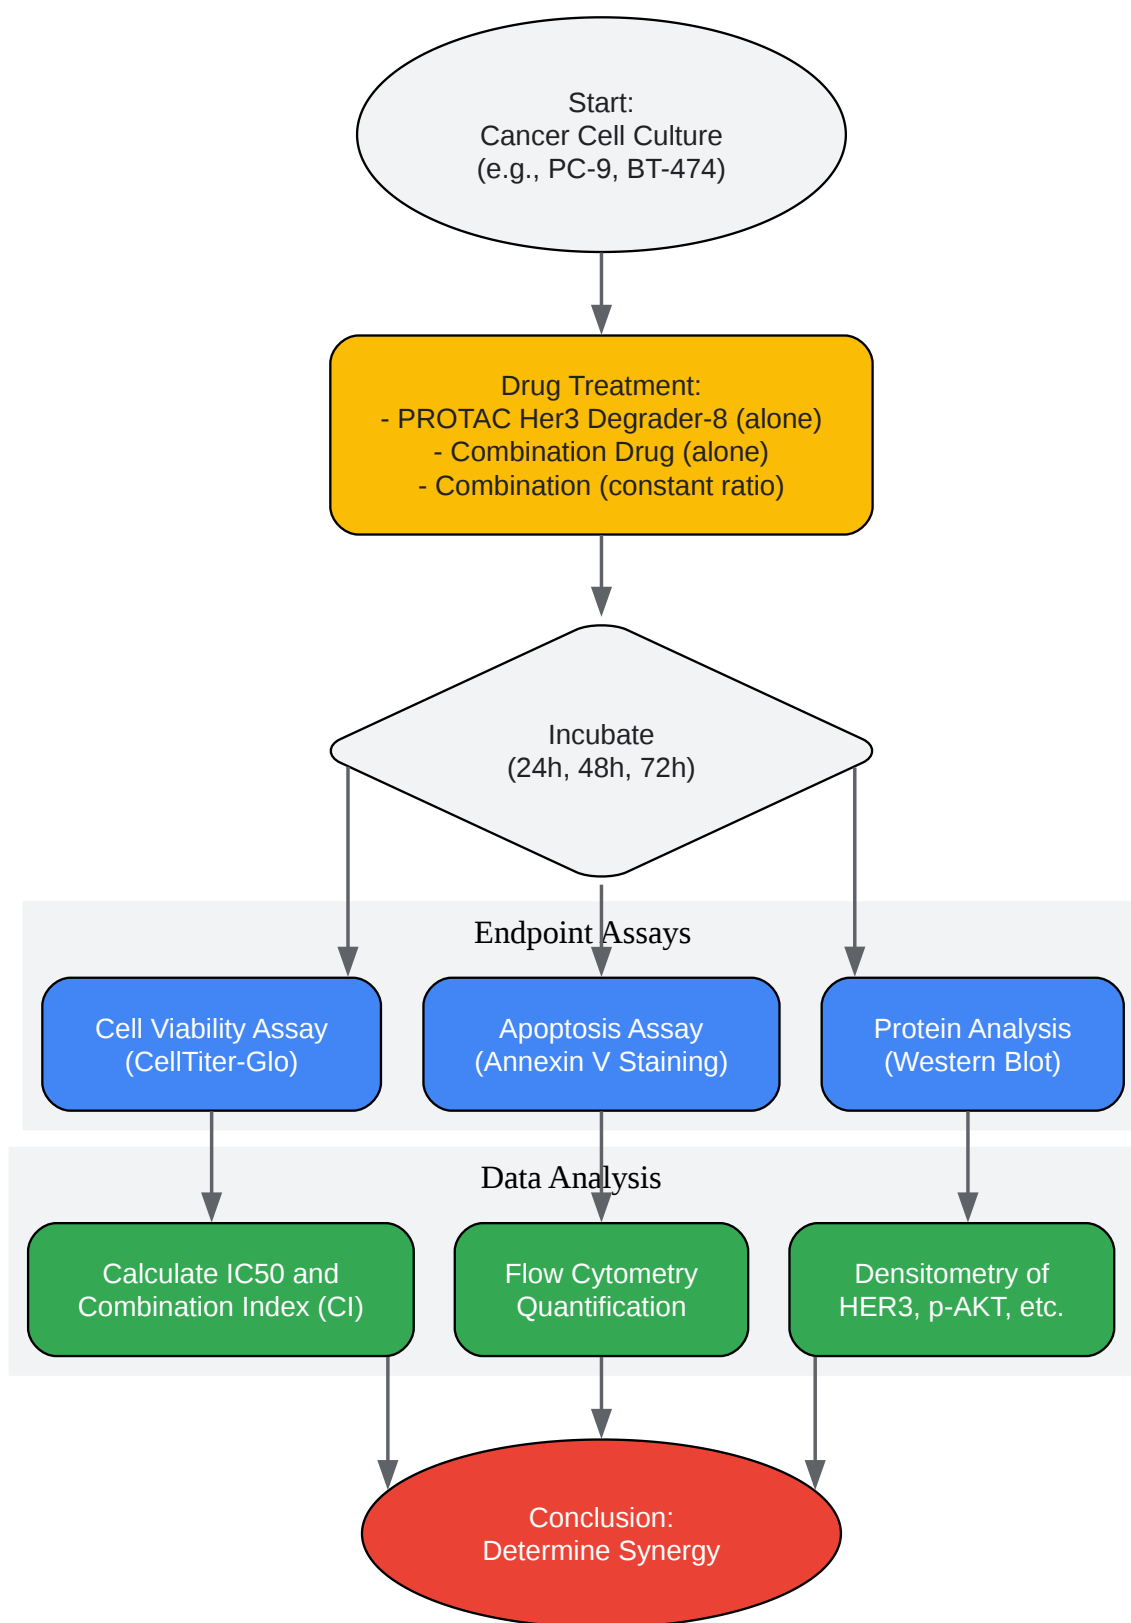 Start:
Cancer Cell Culture
(e.g., PC-9, BT-474)
Drug Treatment:
- PROTAC Her3 Degrader-8 (alone)
- Combination Drug (alone)
- Combination (constant ratio)
Incubate
(24h, 48h, 72h)
Endpoint Assays
Cell Viability Assay
(CellTiter-Glo)
Apoptosis Assay
(Annexin V Staining)
Protein Analysis
(Western Blot)
Data Analysis
Calculate IC50 and
Combination Index (CI)
Flow Cytometry
Quantification
Densitometry of
HER3, p-AKT, etc.
Conclusion:
Determine Synergy